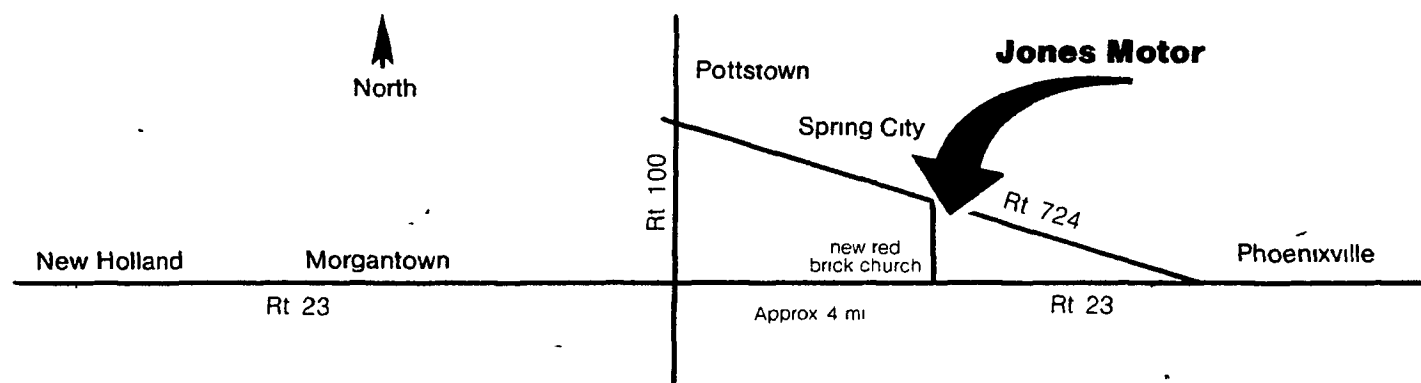 Jones Motor
North
Pottstown
Spring City
Rt 100
Rt 724
new red
brick church
New Holland
Morgantown
Phoenixville
Rt 23
Approx 4 mi
Rt 23